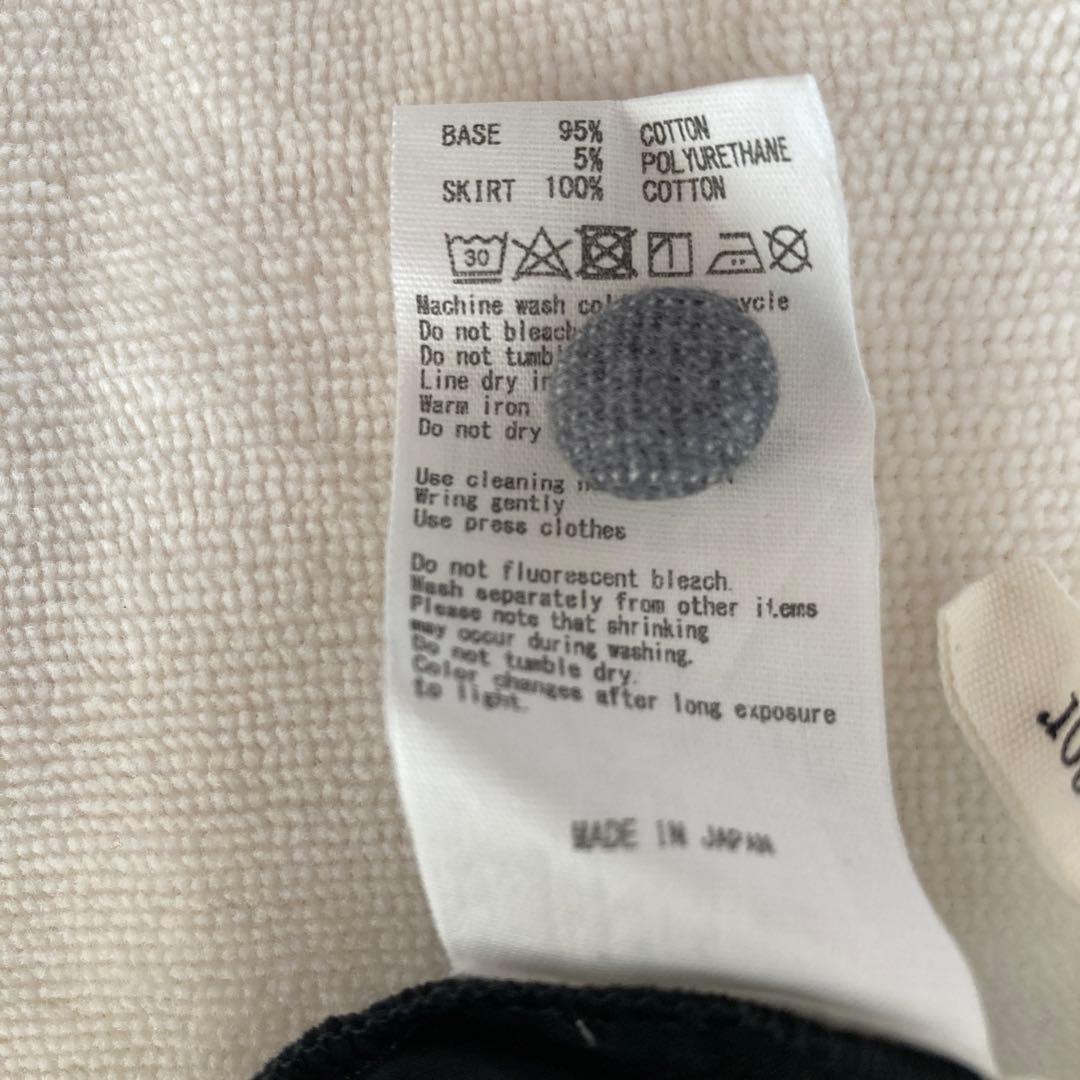 BASE 95% COTTON
5% POLYURETHANE
SKIRT 100% COTTON
30
Machine wash
Do not bleach
Do not
Line dry
Warm iron
Do not dry
Use cleaning
Wring gently
Use press clothes
Do not fluorescent bleach.
Wash separately from other items
Please note that shrinking
may occur during washing.
Do not tumble dry.
Color changes after long exposure
to light.
MADE IN JAPAN